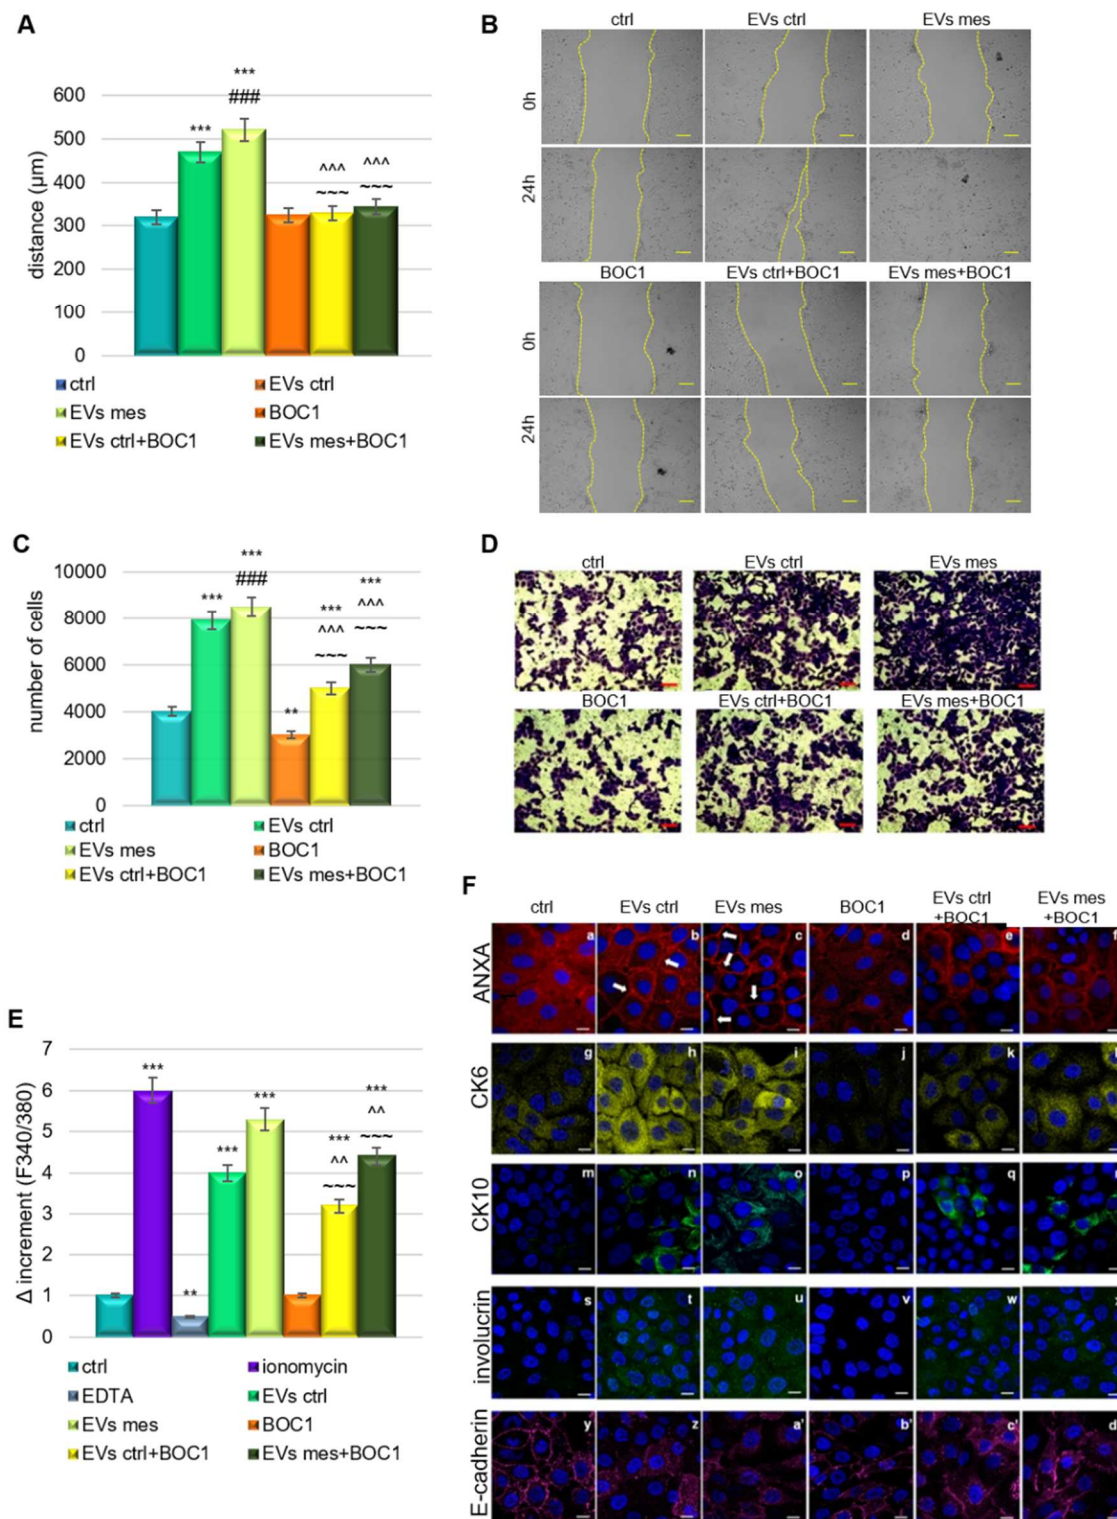 A
distance (µm)
600
500
400
300
200
100
0
***
***
###
^^^
~~~
^^^
~~~
ctrl
EVs ctrl
EVs mes
BOC1
EVs ctrl+BOC1
EVs mes+BOC1
B
ctrl
EVs ctrl
EVs mes
0h
24h
BOC1
EVs ctrl+BOC1
EVs mes+BOC1
0h
24h
C
number of cells
10000
8000
6000
4000
2000
0
***
***
###
**
***
^^^
~~~
***
^^^
~~~
ctrl
EVs ctrl
EVs mes
BOC1
EVs ctrl+BOC1
EVs mes+BOC1
D
ctrl
EVs ctrl
EVs mes
BOC1
EVs ctrl+BOC1
EVs mes+BOC1
E
Δ increment (F340/380)
7
6
5
4
3
2
1
0
***
**
***
***
***
^^
~~~
***
^^
~~~
ctrl
ionomycin
EDTA
EVs ctrl
EVs mes
BOC1
EVs ctrl+BOC1
EVs mes+BOC1
F
ctrl
EVs ctrl
EVs mes
BOC1
EVs ctrl
+BOC1
EVs mes
+BOC1
ANXA
a
b
c
d
e
f
CK6
g
h
i
j
k
CK10
m
n
o
p
q
involucrin
s
t
u
v
w
x
E-cadherin
y
z
a'
b'
c'
d